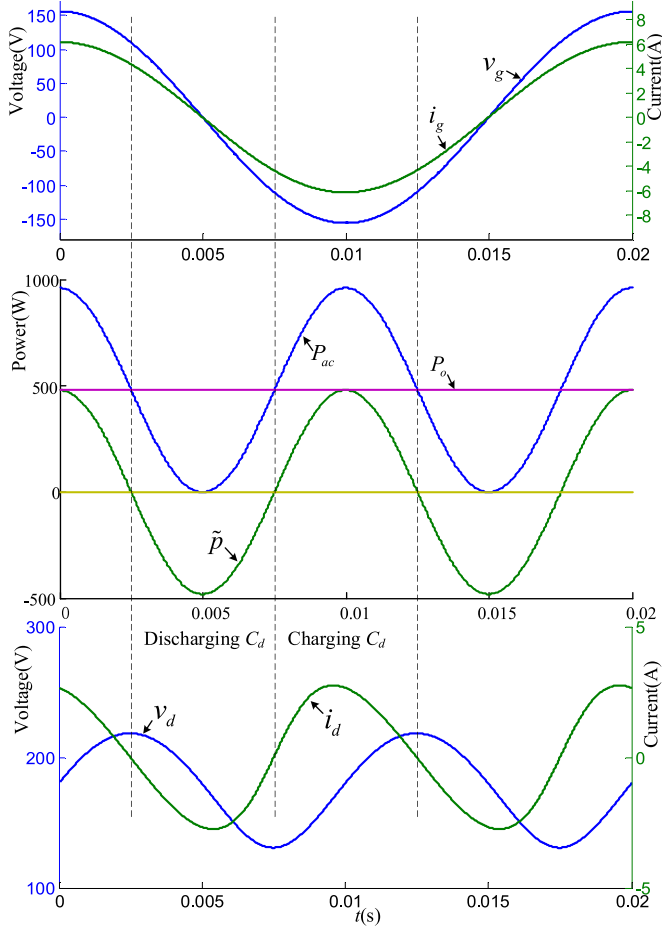 Voltage(V)
150
100
50
0
-50
-100
-150
Current(A)
8
6
4
2
0
-2
-4
-6
-8
v_g
i_g
0 0.005 0.01 0.015 0.02
Power(W)
1000
500
0
-500
P_ac
P_o
p̃
0 0.005 0.01 0.015 0.02
Voltage(V)
300
200
100
Current(A)
5
0
-5
Discharging C_d Charging C_d
v_d
i_d
0 0.005 0.01 0.015 0.02
t(s)